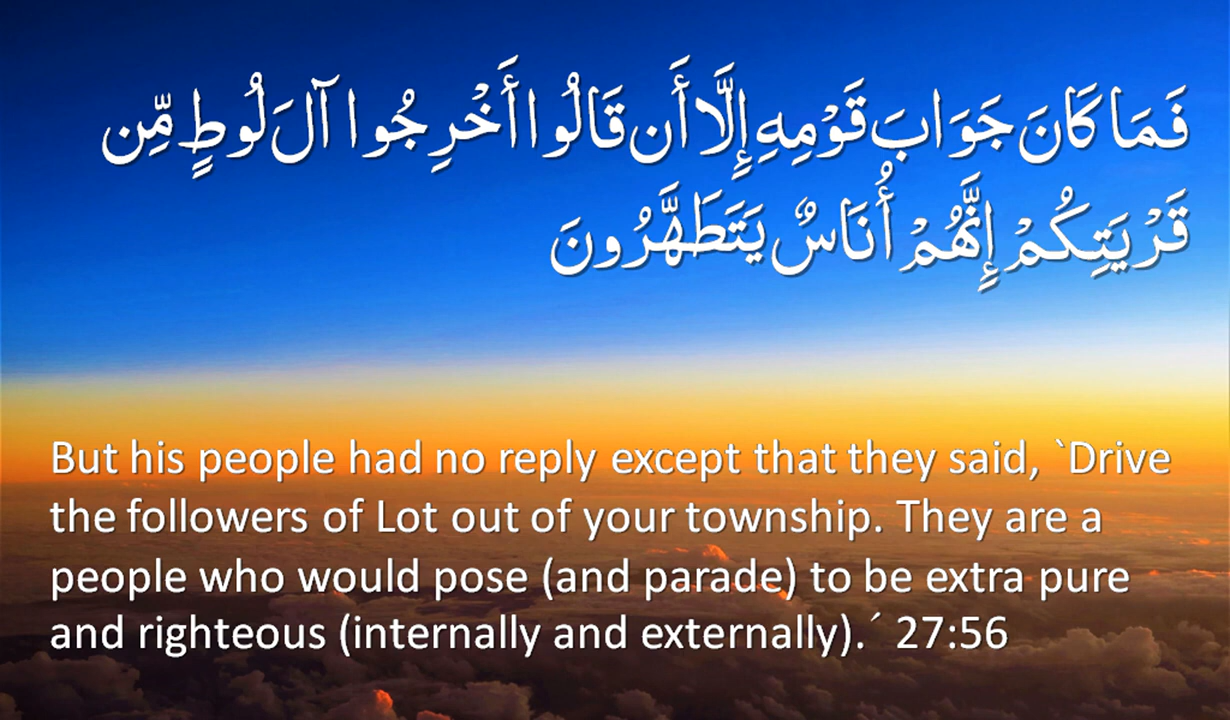 فَمَا كَانَ جَوَابَ قَوْمِهِ إِلَّا أَن قَالُوا أَخْرِجُوا آلَ لُوطٍ مِّن
قَرْيَتِكُمْ إِنَّهُمْ أُنَاسٌ يَتَطَهَّرُونَ
But his people had no reply except that they said, `Drive
the followers of Lot out of your township. They are a
people who would pose (and parade) to be extra pure
and righteous (internally and externally).´ 27:56